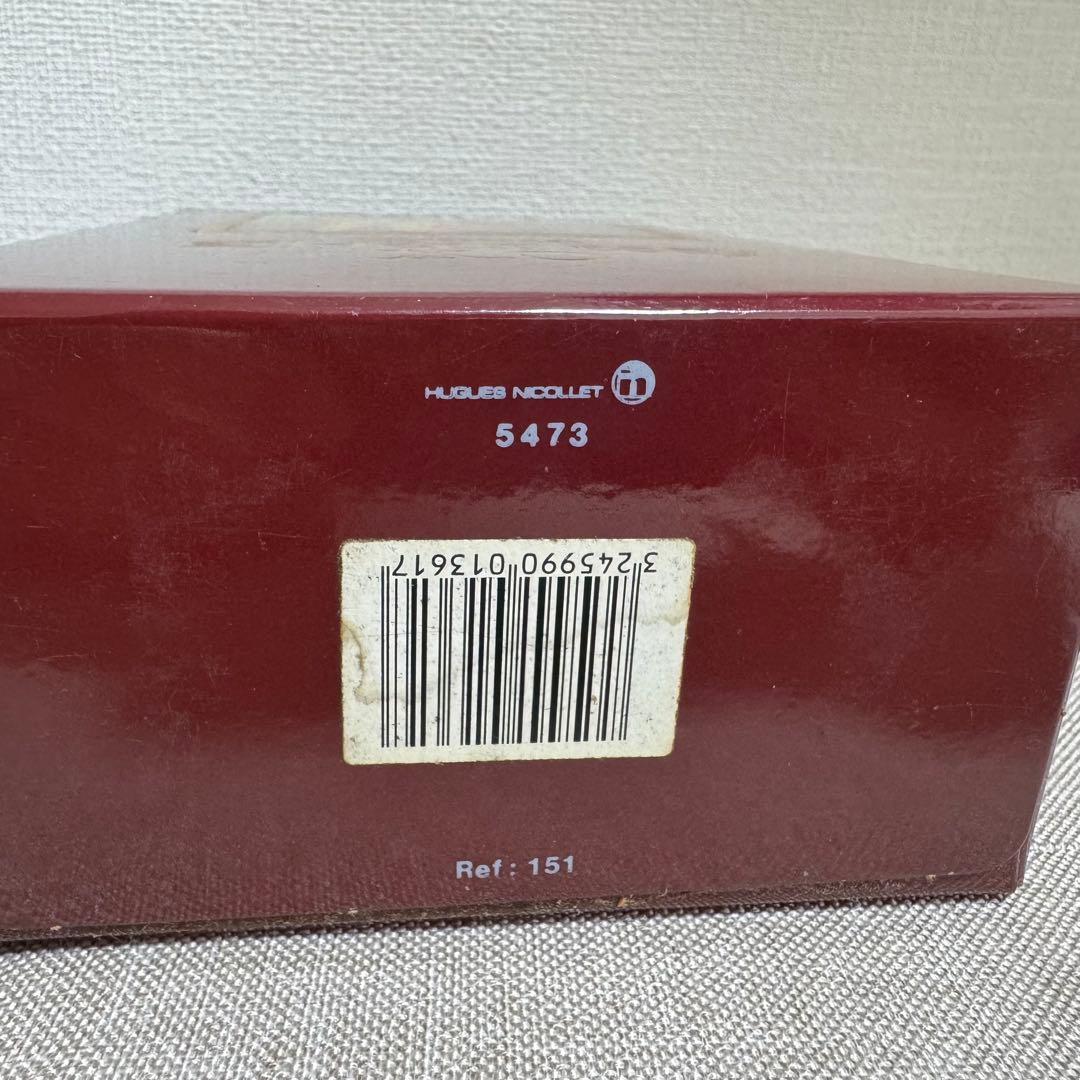 HUGUES NICOLLET
5473
3 245990 013617
Ref: 151